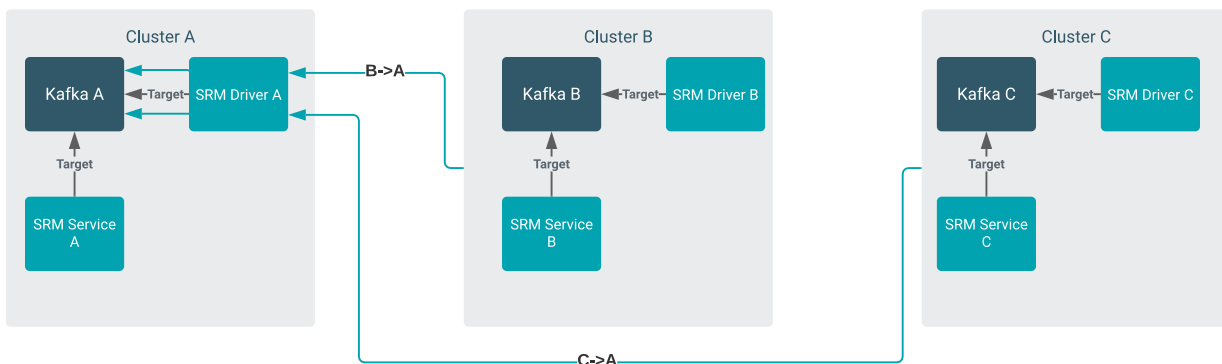 Cluster A
Kafka A
Target
SRM Driver A
Target
SRM Service
A
B->A
Cluster B
Kafka B
Target
SRM Driver B
Target
SRM Service
B
Cluster C
Kafka C
Target
SRM Driver C
Target
SRM Service
C
C->A